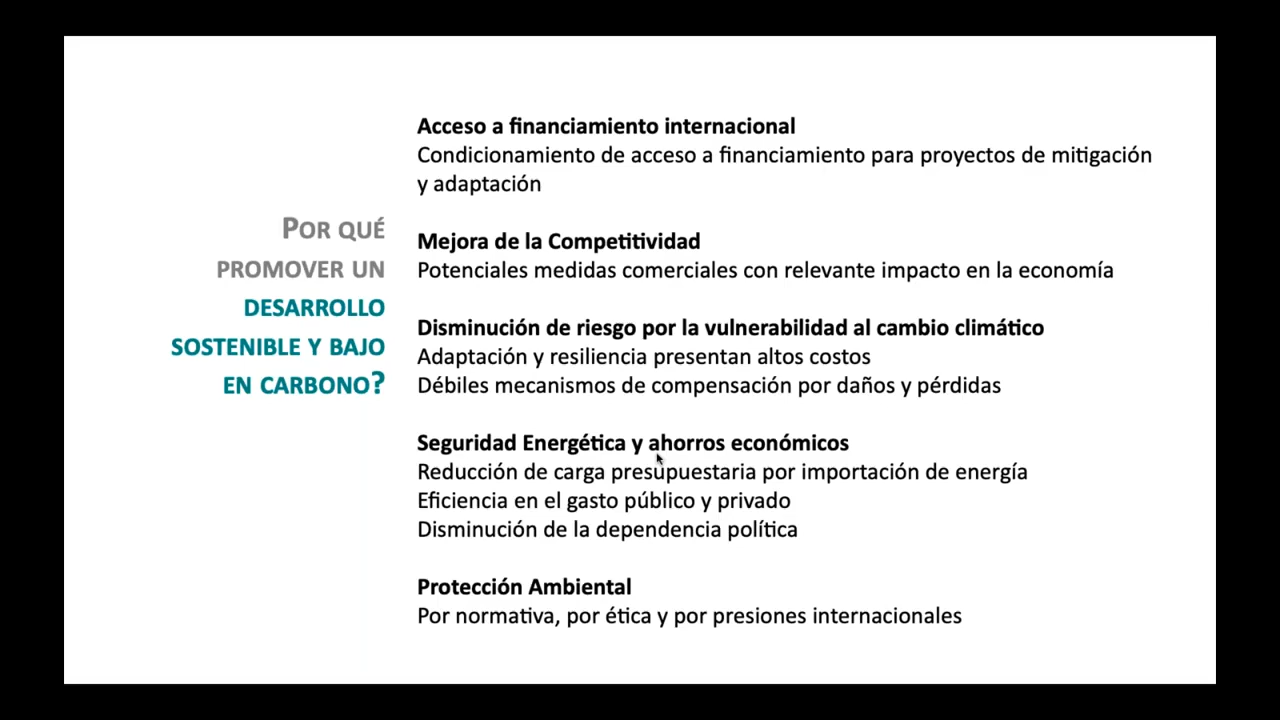 POR QUÉ
PROMOVER UN
DESARROLLO
SOSTENIBLE Y BAJO
EN CARBONO?
Acceso a financiamiento internacional
Condicionamiento de acceso a financiamiento para proyectos de mitigación
y adaptación
Mejora de la Competitividad
Potenciales medidas comerciales con relevante impacto en la economía
Disminución de riesgo por la vulnerabilidad al cambio climático
Adaptación y resiliencia presentan altos costos
Débiles mecanismos de compensación por daños y pérdidas
Seguridad Energética y ahorros económicos
Reducción de carga presupuestaria por importación de energía
Eficiencia en el gasto público y privado
Disminución de la dependencia política
Protección Ambiental
Por normativa, por ética y por presiones internacionales